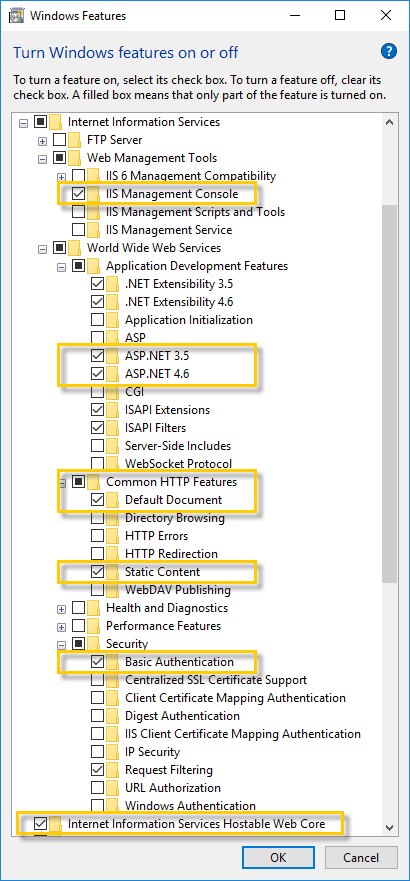 Windows Features
Turn Windows features on or off
?
To turn a feature on, select its check box. To turn a feature off, clear its
check box. A filled box means that only part of the feature is turned on.
Internet Information Services
FTP Server
Web Management Tools
IIS 6 Management Compatibility
IIS Management Console
IIS Management Scripts and Tools
IIS Management Service
World Wide Web Services
Application Development Features
.NET Extensibility 3.5
.NET Extensibility 4.6
Application Initialization
ASP
ASP.NET 3.5
ASP.NET 4.6
CGI
ISAPI Extensions
ISAPI Filters
Server-Side Includes
WebSocket Protocol
Common HTTP Features
Default Document
Directory Browsing
HTTP Errors
HTTP Redirection
Static Content
WebDAV Publishing
Health and Diagnostics
Performance Features
Security
Basic Authentication
Centralized SSL Certificate Support
Client Certificate Mapping Authentication
Digest Authentication
IIS Client Certificate Mapping Authentication
IP Security
Request Filtering
URL Authorization
Windows Authentication
Internet Information Services Hostable Web Core
OK
Cancel